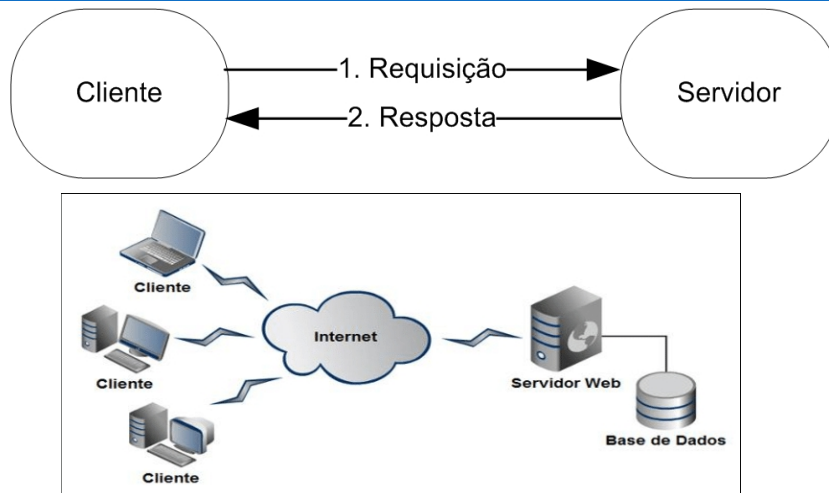 1. Requisição
Cliente
Servidor
2. Resposta
Cliente
Internet
Cliente
Servidor Web
Base de Dados
Cliente